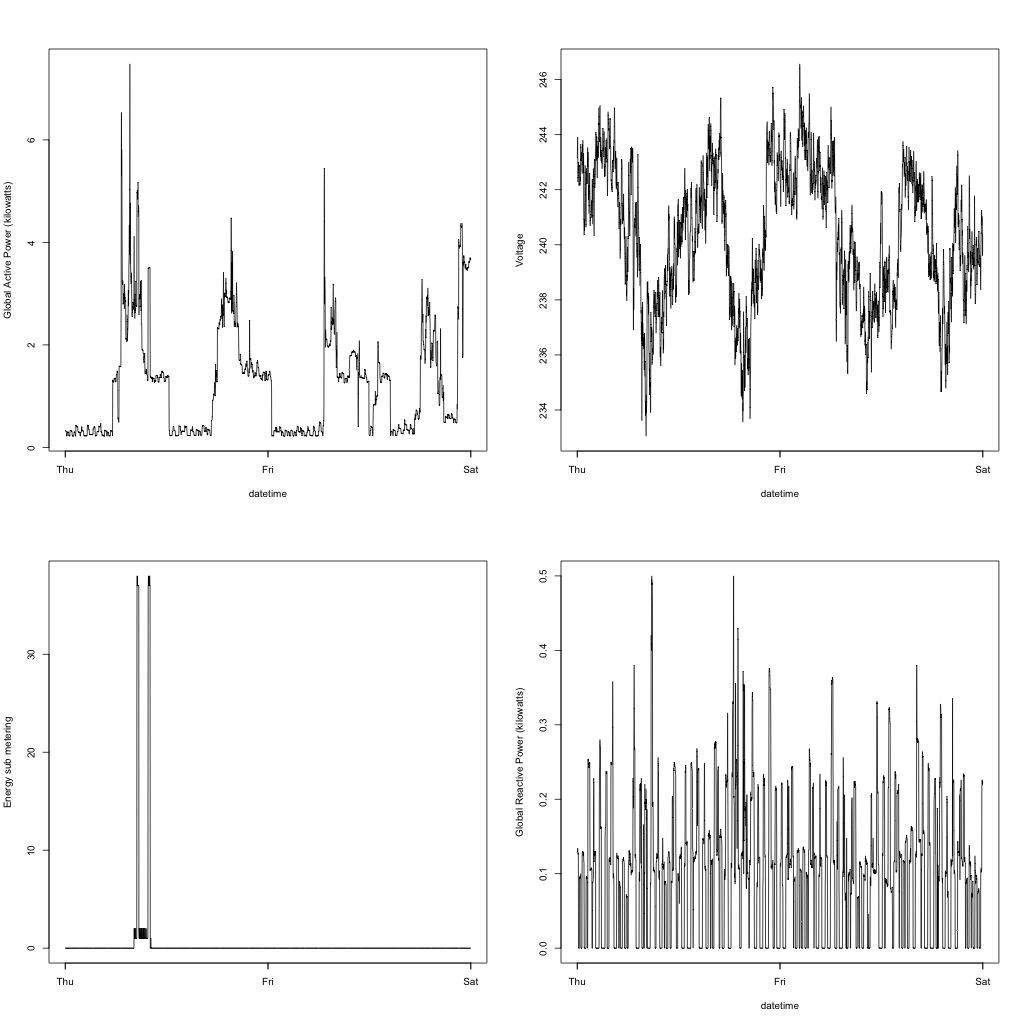 Global Active Power (kilowatts)
6
4
2
0
Thu
Fri
Sat
datetime
Voltage
246
244
242
240
238
236
234
Thu
Fri
Sat
datetime
Energy sub metering
30
20
10
0
Thu
Fri
Sat
Global Reactive Power (kilowatts)
0.5
0.4
0.3
0.2
0.1
0.0
Thu
Fri
Sat
datetime